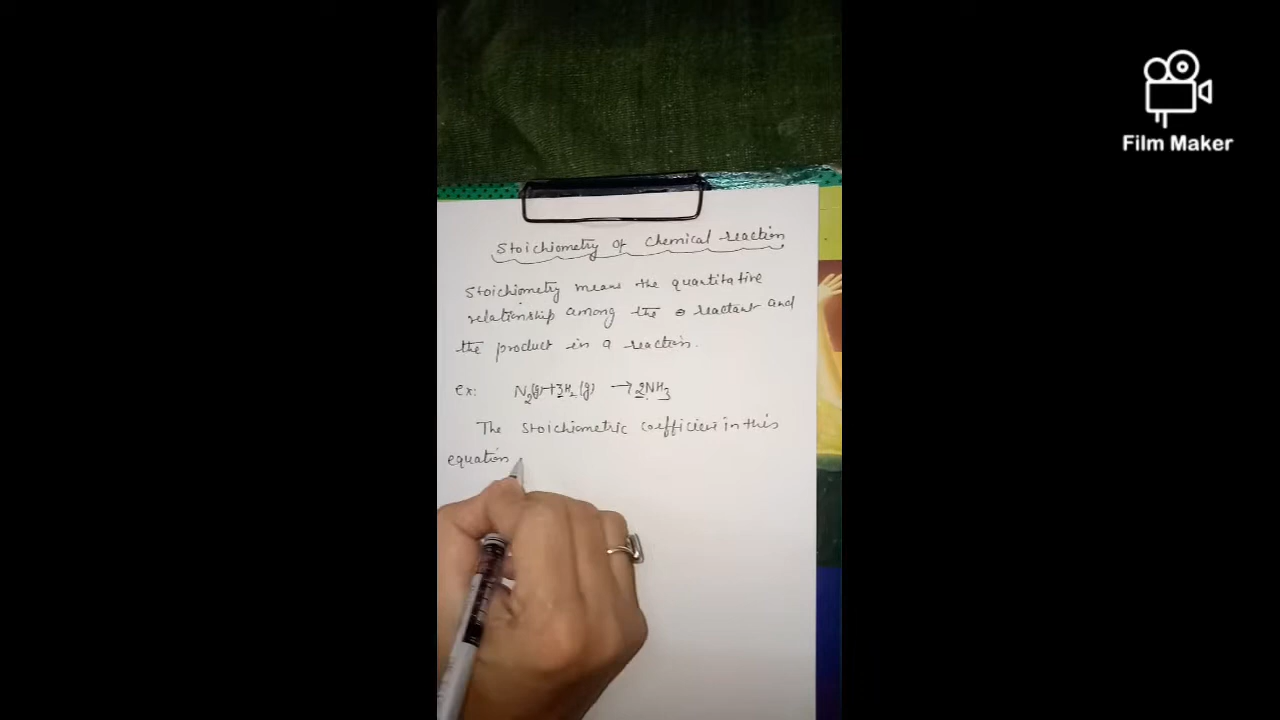 Film Maker
Stoichiometry of Chemical reaction
Stoichiometry means the quantitative
relationship among the reactant and
the product in a reaction.
ex: N2(g)+3H2(g) → 2NH3
The Stoichiometric coefficient in this
equation